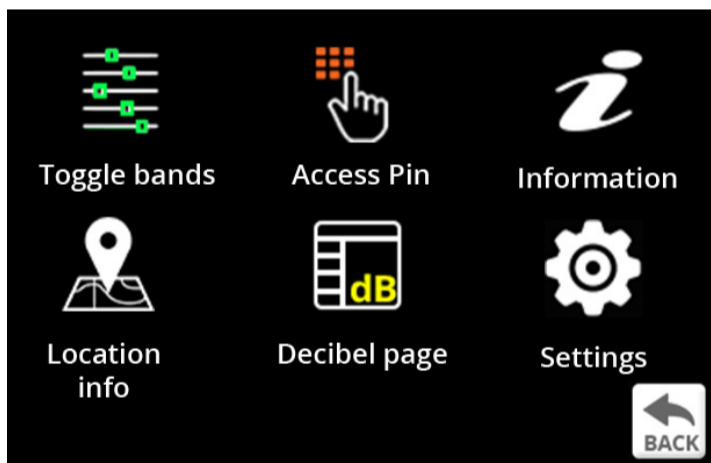 Toggle bands
Access Pin
Information
dB
Location
info
Decibel page
Settings
BACK